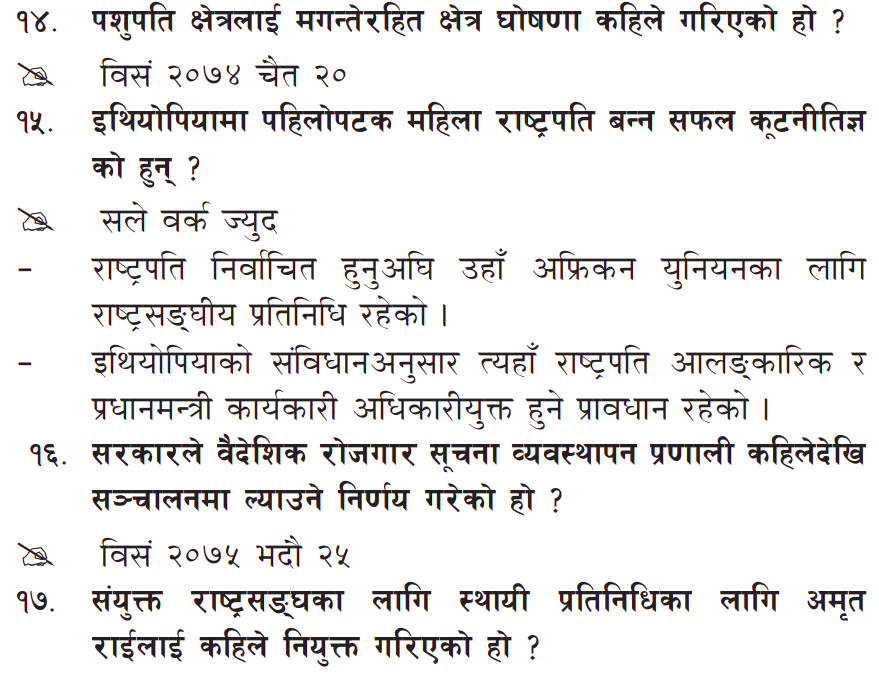 १४. पशुपति क्षेत्रलाई मगन्तेरहित क्षेत्र घोषणा कहिले गरिएको हो ?
विसं २०७४ चैत २०
१५. इथियोपियामा पहिलोपटक महिला राष्ट्रपति बन्न सफल कूटनीतिज्ञ
को हुन् ?
सले वर्क ज्युद
– राष्ट्रपति निर्वाचित हुनुअघि उहाँ अफ्रिकन युनियनका लागि
राष्ट्रसङ्घीय प्रतिनिधि रहेको ।
– इथियोपियाको संविधानअनुसार त्यहाँ राष्ट्रपति आलङ्कारिक र
प्रधानमन्त्री कार्यकारी अधिकारीयुक्त हुने प्रावधान रहेको ।
१६. सरकारले वैदेशिक रोजगार सूचना व्यवस्थापन प्रणाली कहिलेदेखि
सञ्चालनमा ल्याउने निर्णय गरेको हो ?
विसं २०७५ भदौ २५
१७. संयुक्त राष्ट्रसङ्घका लागि स्थायी प्रतिनिधिका लागि अमृत
राईलाई कहिले नियुक्त गरिएको हो ?